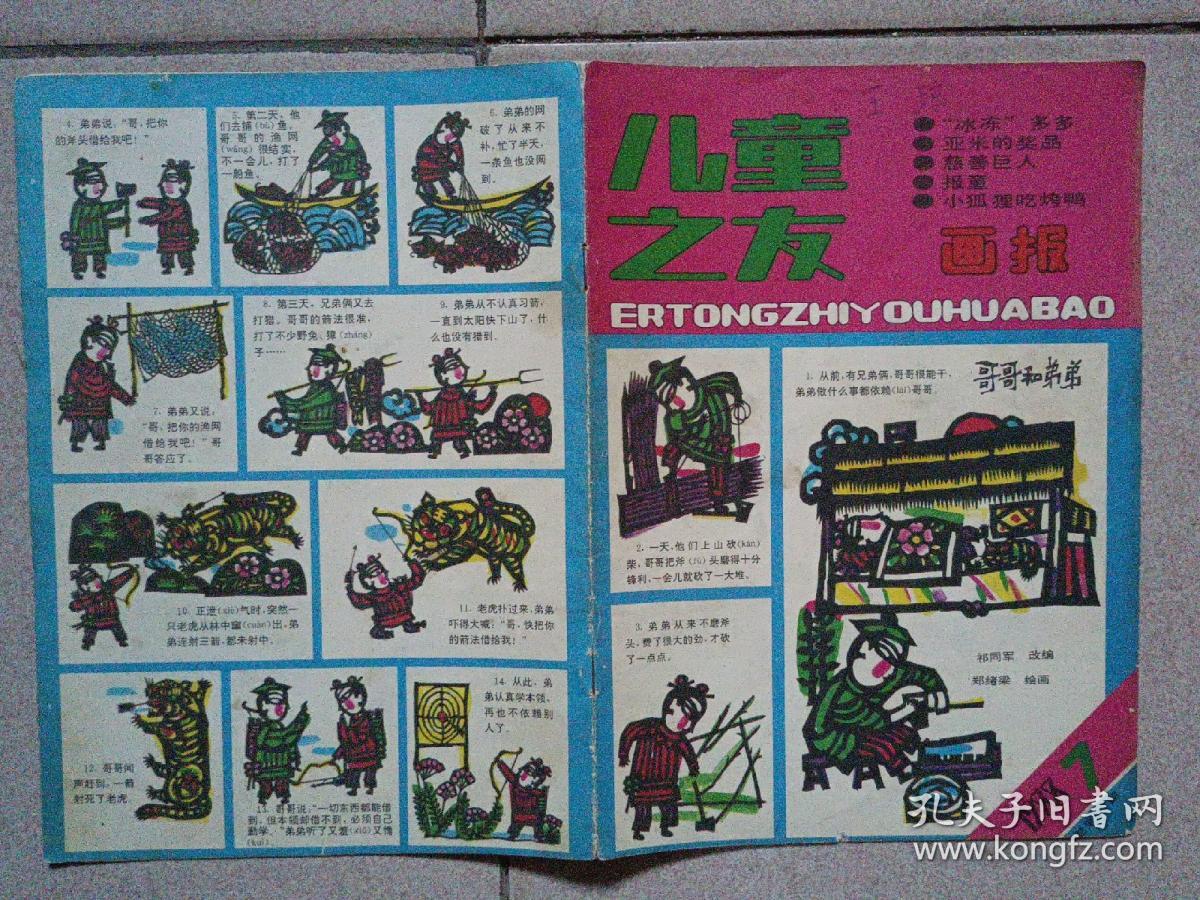 儿童
之友
画报
ERTONGZHIYOUHUABAO
“冰冻”多多
亚米的奖品
慈善巨人
报童
小狐狸吃烤鸭
哥哥和弟弟
1. 从前,有兄弟俩,哥哥很能干,
弟弟做什么事都依赖(lài)哥哥。
祁同军 改编
郑绪梁 绘画
2. 一天,他们上山砍(kǎn)
柴,哥哥把斧(fǔ)头磨得十分
锋利,一会儿就砍了一大堆。
3. 弟弟从来不磨斧
头,费了很大的劲,才砍
了一点点。
4. 弟弟说:“哥,把你
的斧头借给我吧!”
5. 第二天,他
们去捕(bǔ)鱼,
哥哥的渔网
(wǎng)很结实,
不一会儿,打了
一船鱼。
6. 弟弟的网
破了从来不
补,忙了半天,
一条鱼也没网
到。
7. 弟弟又说:
“哥,把你的渔网
借给我吧!”哥
哥答应了。
8. 第三天,兄弟俩又去
打猎。哥哥的箭法很准,
打了不少野兔、獐(zhāng)
子……
9. 弟弟从不认真习箭,
一直到太阳快下山了,什
么也没有猎到。
10. 正泄(xiè)气时,突然一
只老虎从林中窜(cuàn)出,弟
弟连射三箭,都未射中。
11. 老虎扑过来,弟弟
吓得大喊:“哥,快把你
的箭法借给我!”
12. 哥哥闻
声赶到,一箭
射死了老虎。
13. 哥哥说:“一切东西都能借
到,但本领却借不到,必须自己
勤学。”弟弟听了又羞(xiū)又愧
(kuì)。
14. 从此,弟
弟认真学本领,
再也不依赖别
人了。
7
孔夫子旧书网
www.kongfz.com